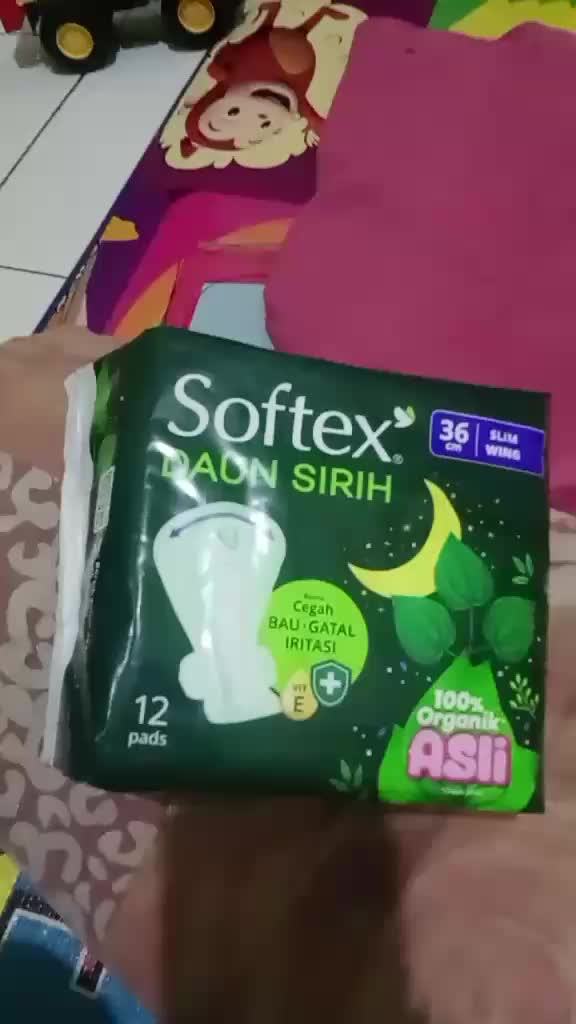 Softex®
DAUN SIRIH
36 cm
SLIM WING
Cegah
BAU · GATAL
IRITASI
VIT
E
12
pads
100%
Organik
Asli